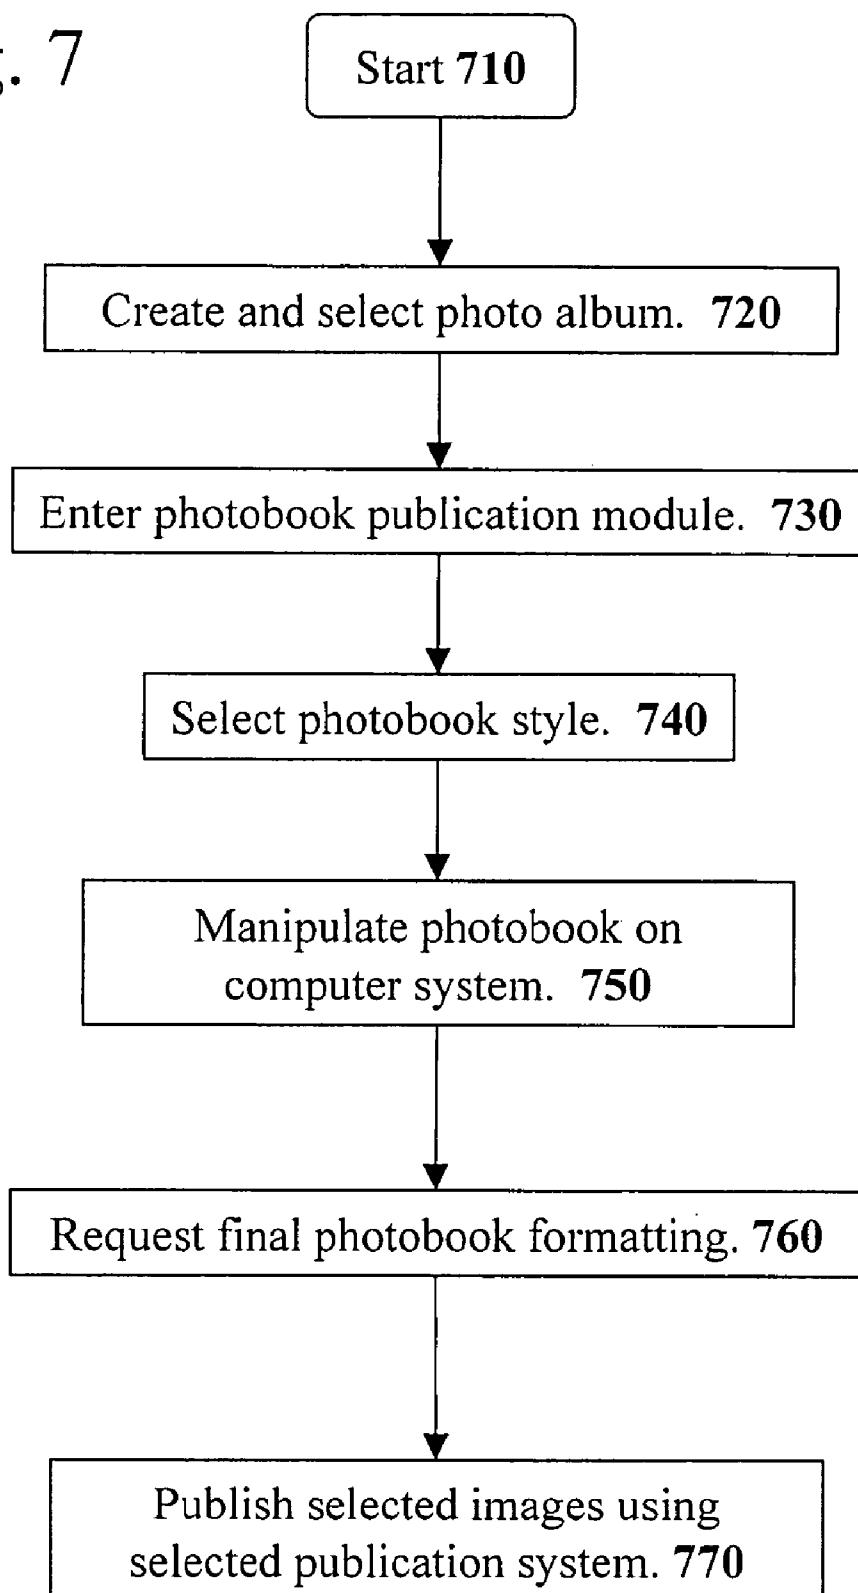 . 7
Start 710
Create and select photo album. 720
Enter photobook publication module. 730
Select photobook style. 740
Manipulate photobook on
computer system. 750
Request final photobook formatting. 760
Publish selected images using
selected publication system. 770